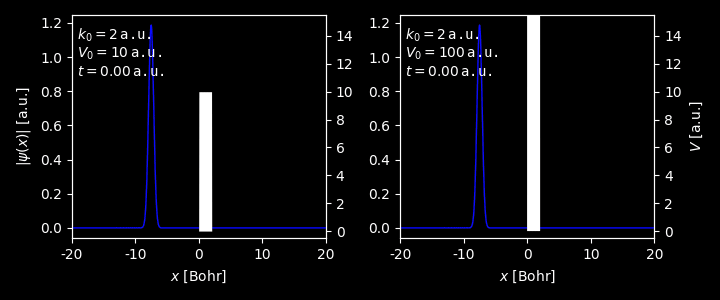 k₀ = 2 a.u.
V₀ = 10 a.u.
t = 0.00 a.u.
|ψ(x)| [a.u.]
1.2
1.0
0.8
0.6
0.4
0.2
0.0
14
12
10
8
6
4
2
0
-20 -10 0 10 20
x [Bohr]
k₀ = 2 a.u.
V₀ = 100 a.u.
t = 0.00 a.u.
1.2
1.0
0.8
0.6
0.4
0.2
0.0
14
12
10
8
6
4
2
0
V [a.u.]
-20 -10 0 10 20
x [Bohr]